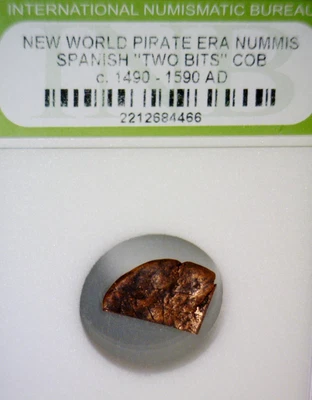 INTERNATIONAL NUMISMATIC BUREAU
NEW WORLD PIRATE ERA NUMMIS
SPANISH "TWO BITS" COB
c. 1490 - 1590 AD
2212684466